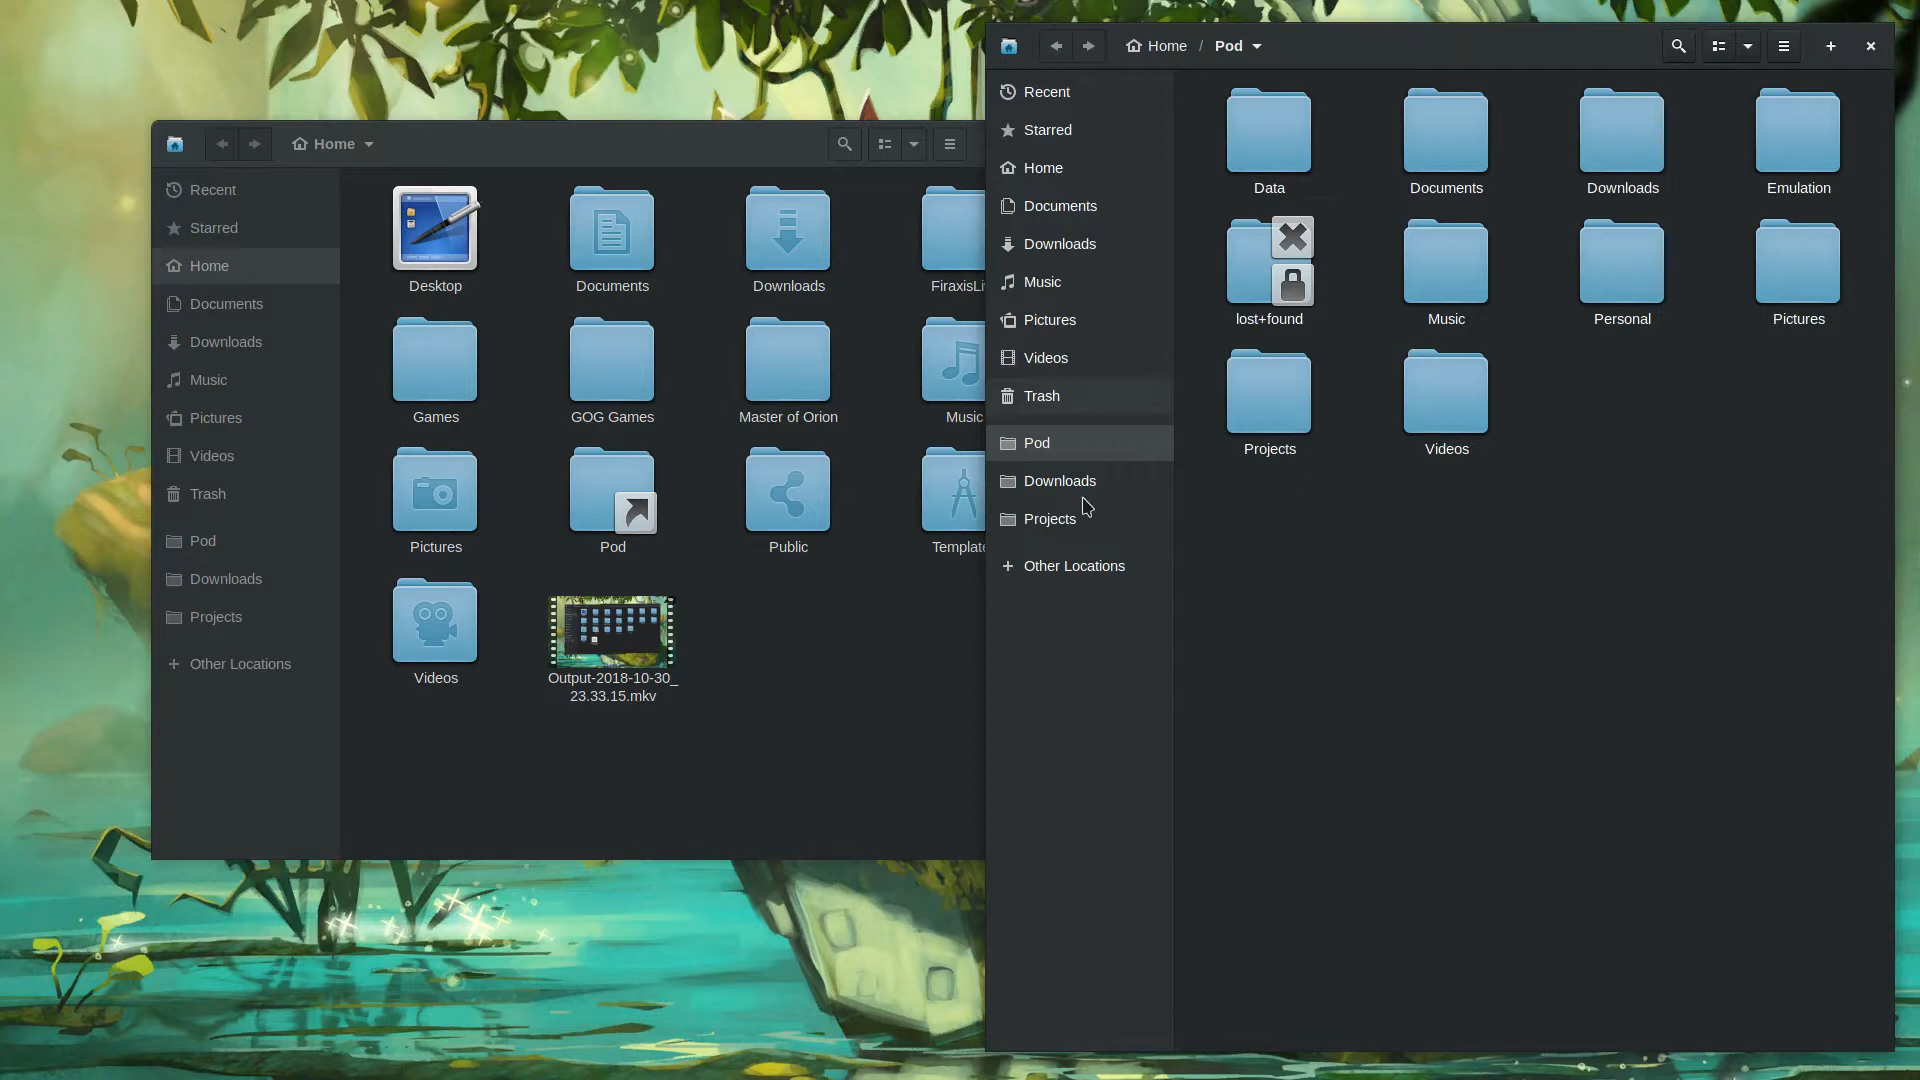 Home
Recent
Starred
Home
Documents
Downloads
Music
Pictures
Videos
Trash
Pod
Downloads
Projects
Other Locations
Desktop
Documents
Downloads
FiraxisLi
Games
GOG Games
Master of Orion
Music
Pictures
Pod
Public
Template
Videos
Output-2018-10-30_
23.33.15.mkv
Home / Pod
Recent
Starred
Home
Documents
Downloads
Music
Pictures
Videos
Trash
Pod
Downloads
Projects
Other Locations
Data
Documents
Downloads
Emulation
lost+found
Music
Personal
Pictures
Projects
Videos